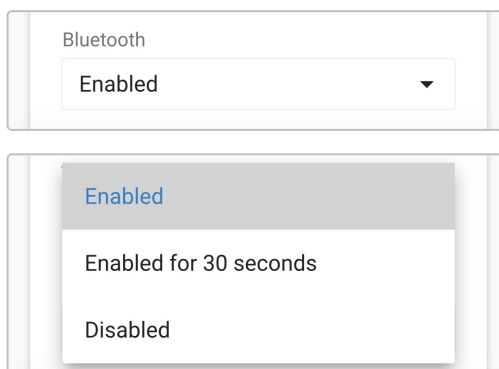 Bluetooth
Enabled
Enabled
Enabled for 30 seconds
Disabled